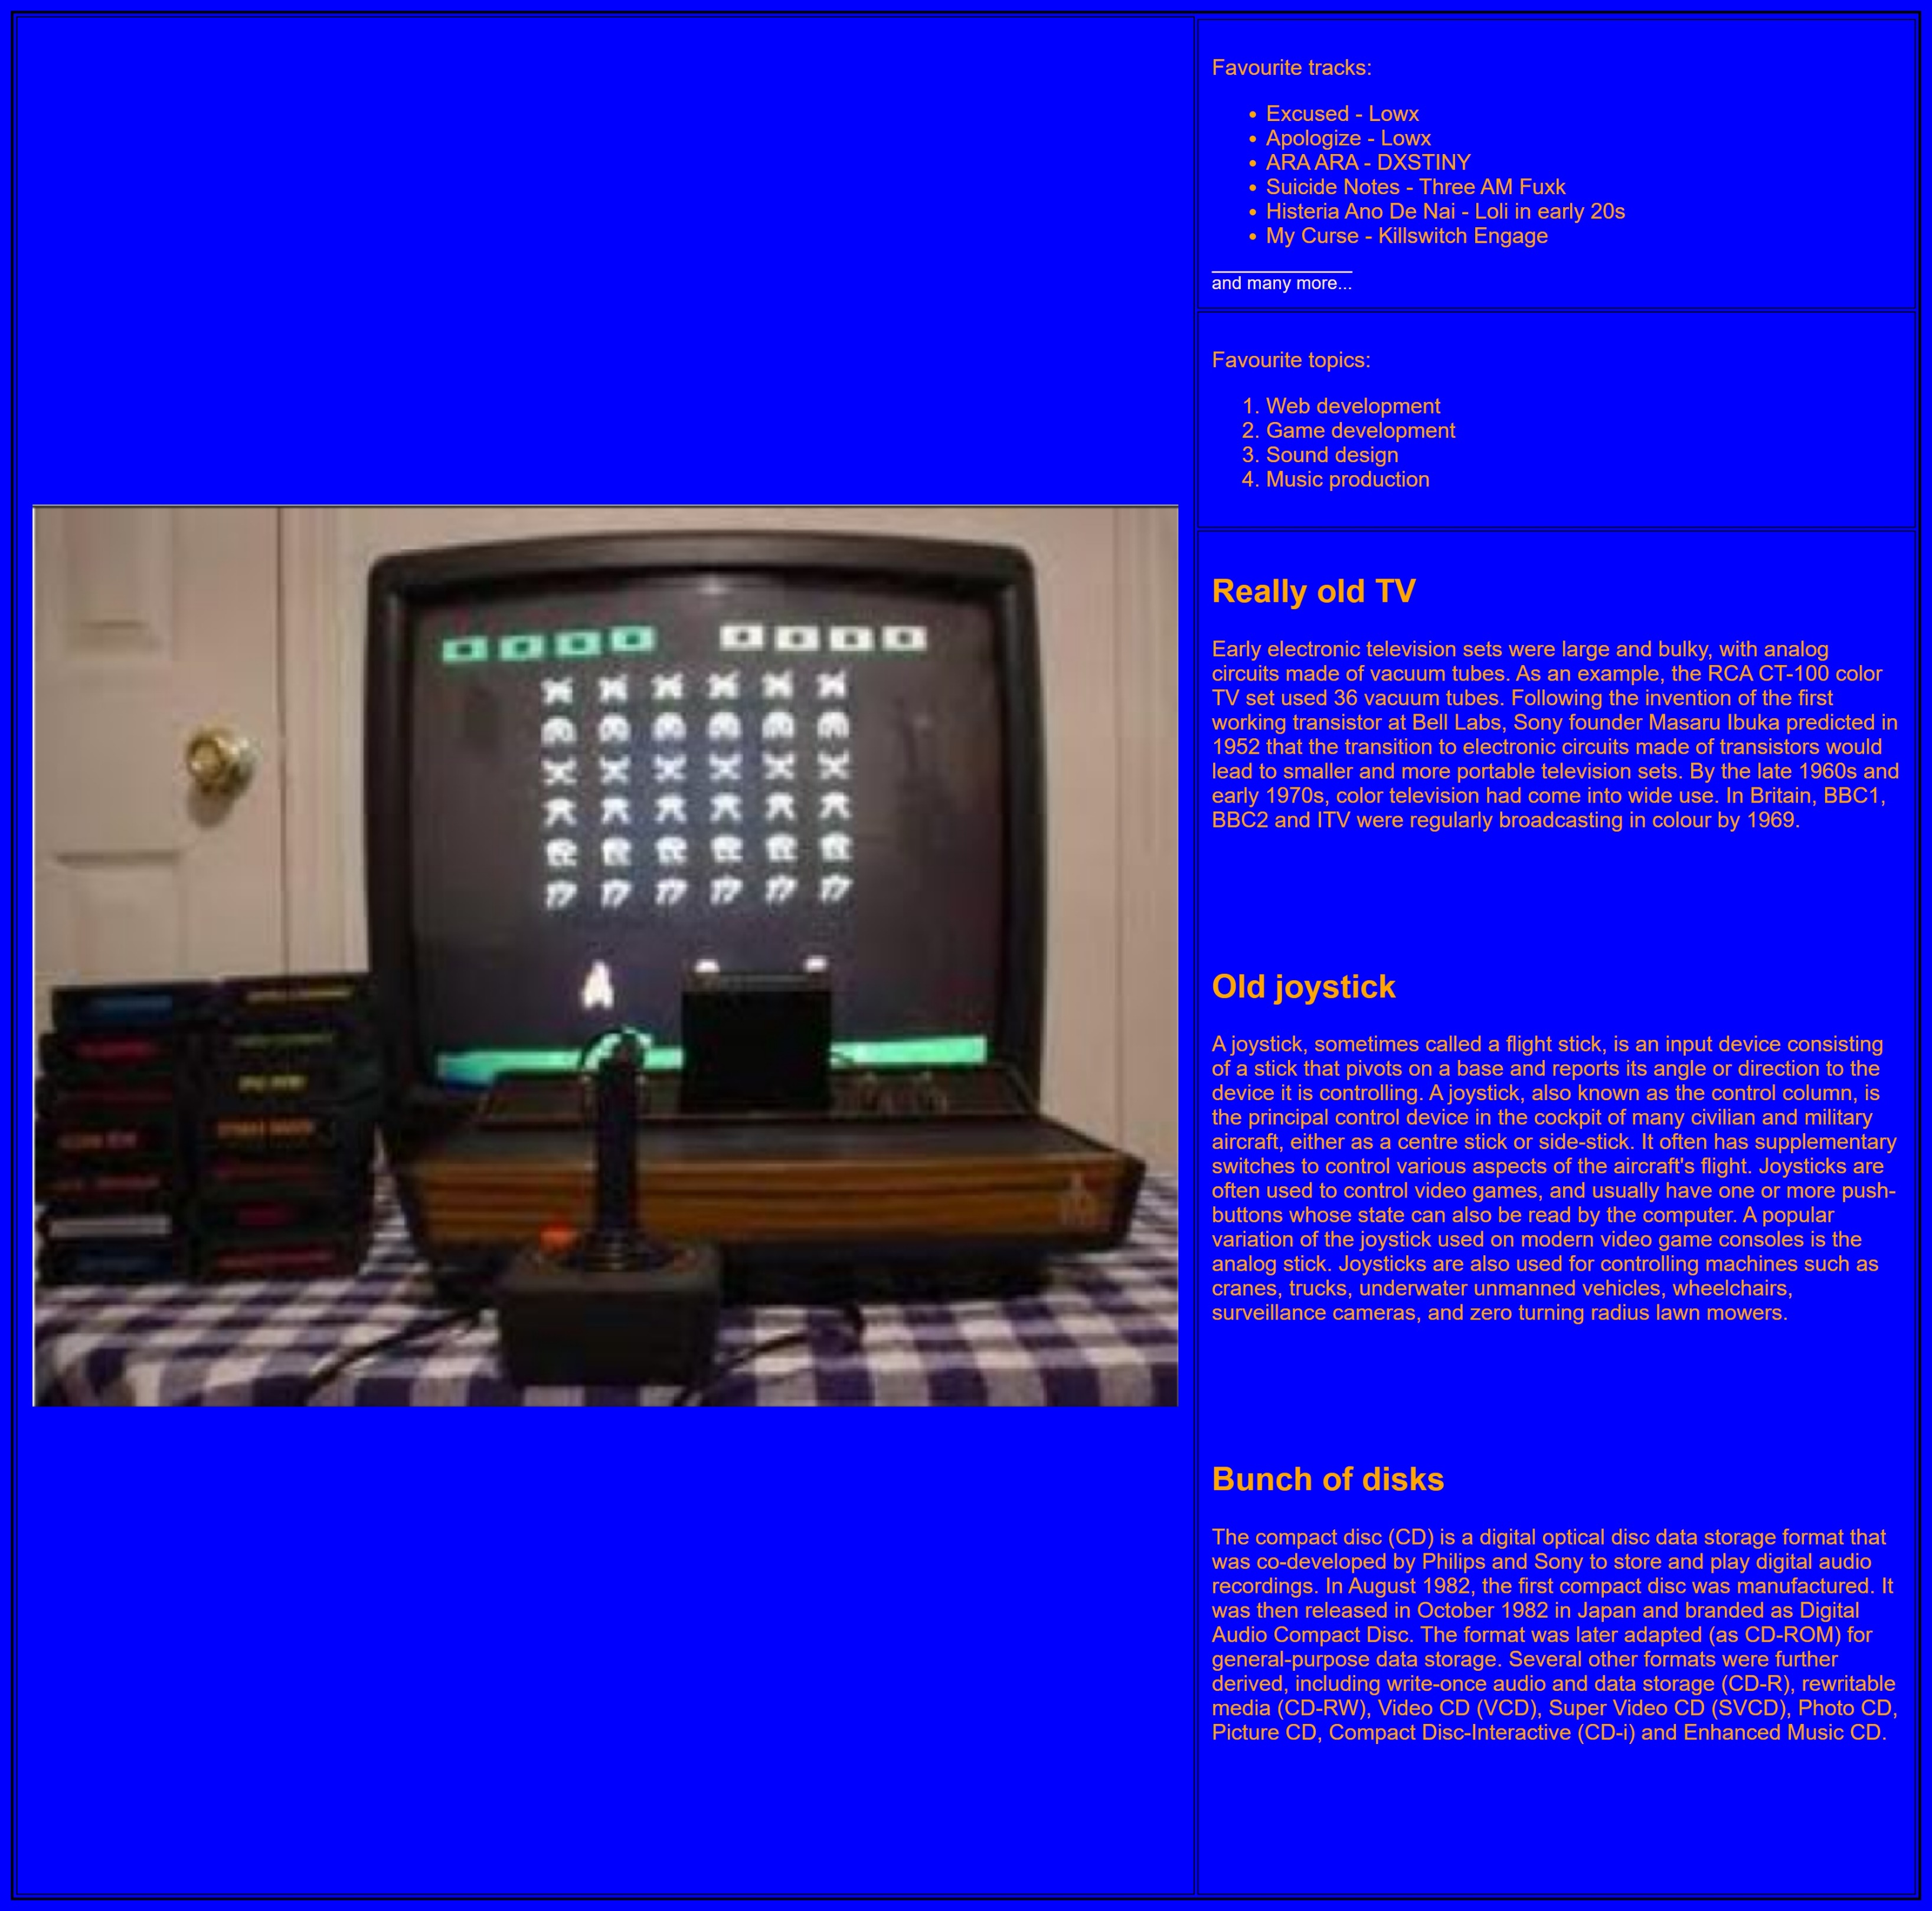 Favourite tracks:
Excused - Lowx
Apologize - Lowx
ARA ARA - DXSTINY
Suicide Notes - Three AM Fuxk
Histeria Ano De Nai - Loli in early 20s
My Curse - Killswitch Engage
and many more...
Favourite topics:
1. Web development
2. Game development
3. Sound design
4. Music production
Really old TV
Early electronic television sets were large and bulky, with analog
circuits made of vacuum tubes. As an example, the RCA CT-100 color
TV set used 36 vacuum tubes. Following the invention of the first
working transistor at Bell Labs, Sony founder Masaru Ibuka predicted in
1952 that the transition to electronic circuits made of transistors would
lead to smaller and more portable television sets. By the late 1960s and
early 1970s, color television had come into wide use. In Britain, BBC1,
BBC2 and ITV were regularly broadcasting in colour by 1969.
Old joystick
A joystick, sometimes called a flight stick, is an input device consisting
of a stick that pivots on a base and reports its angle or direction to the
device it is controlling. A joystick, also known as the control column, is
the principal control device in the cockpit of many civilian and military
aircraft, either as a centre stick or side-stick. It often has supplementary
switches to control various aspects of the aircraft's flight. Joysticks are
often used to control video games, and usually have one or more push-
buttons whose state can also be read by the computer. A popular
variation of the joystick used on modern video game consoles is the
analog stick. Joysticks are also used for controlling machines such as
cranes, trucks, underwater unmanned vehicles, wheelchairs,
surveillance cameras, and zero turning radius lawn mowers.
Bunch of disks
The compact disc (CD) is a digital optical disc data storage format that
was co-developed by Philips and Sony to store and play digital audio
recordings. In August 1982, the first compact disc was manufactured. It
was then released in October 1982 in Japan and branded as Digital
Audio Compact Disc. The format was later adapted (as CD-ROM) for
general-purpose data storage. Several other formats were further
derived, including write-once audio and data storage (CD-R), rewritable
media (CD-RW), Video CD (VCD), Super Video CD (SVCD), Photo CD,
Picture CD, Compact Disc-Interactive (CD-i) and Enhanced Music CD.